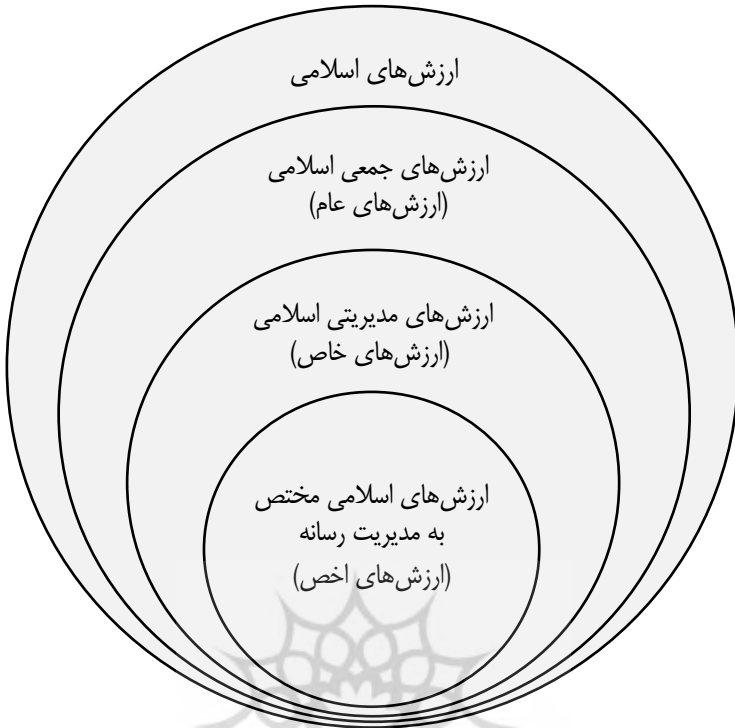 ارزش‌های اسلامی
ارزش‌های جمعی اسلامی
(ارزش‌های عام)
ارزش‌های مدیریتی اسلامی
(ارزش‌های خاص)
ارزش‌های اسلامی مختص
به مدیریت رسانه
(ارزش‌های اخص)